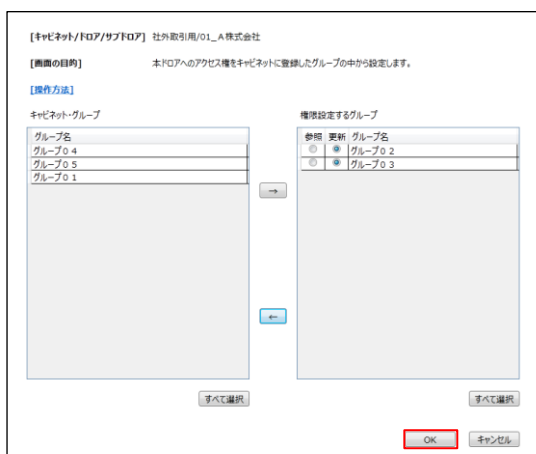 [キャビネット/ドロア/サブドロア] 社外取引用/01_A株式会社
[画面の目的] 本ドロアへのアクセス権をキャビネットに登録したグループの中から設定します。
[操作方法]
キャビネット・グループ
グループ名
グループ04
グループ05
グループ01
→
←
すべて選択
権限設定するグループ
参照 更新 グループ名
グループ02
グループ03
すべて選択
OK キャンセル